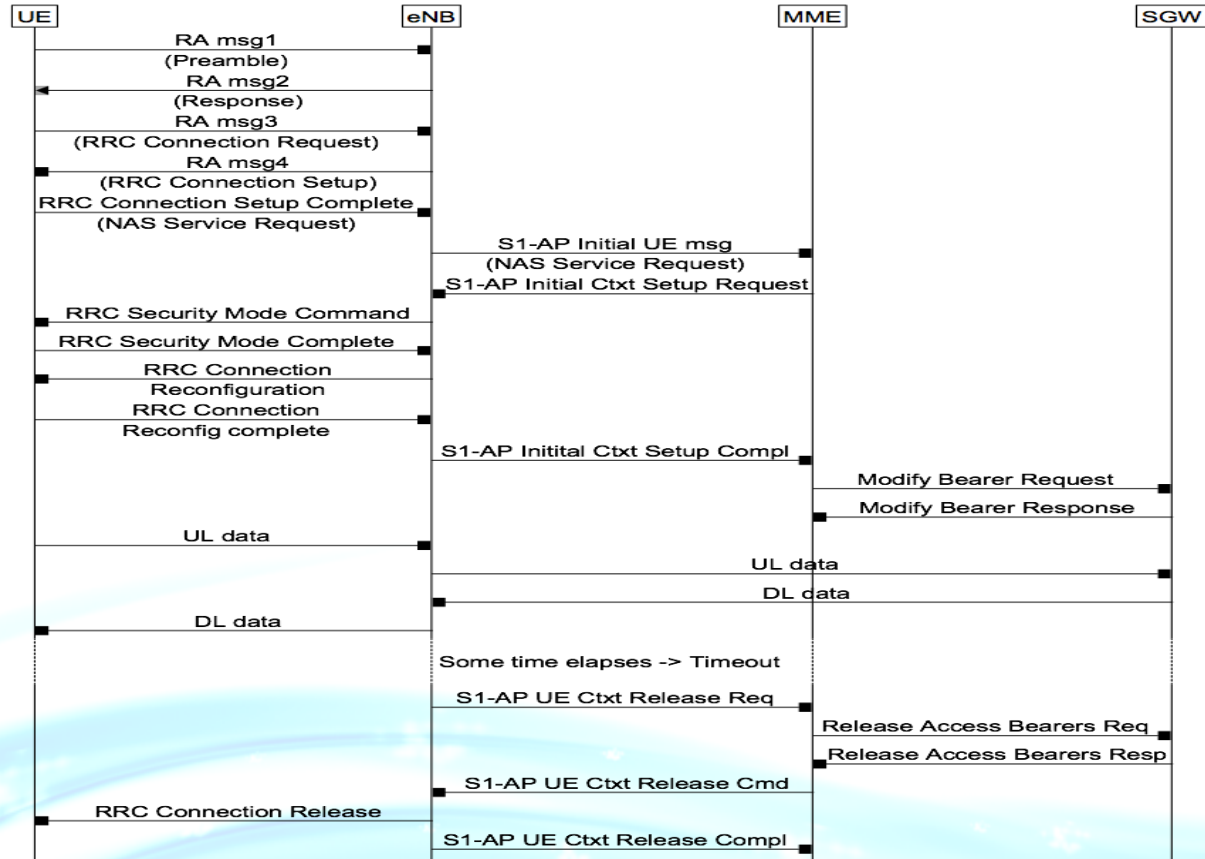 UE eNB MME SGW
RA msg1
(Preamble)
RA msg2
(Response)
RA msg3
(RRC Connection Request)
RA msg4
(RRC Connection Setup)
RRC Connection Setup Complete
(NAS Service Request)
S1-AP Initial UE msg
(NAS Service Request)
S1-AP Initial Ctxt Setup Request
RRC Security Mode Command
RRC Security Mode Complete
RRC Connection
Reconfiguration
RRC Connection
Reconfig complete
S1-AP Initital Ctxt Setup Compl
Modify Bearer Request
Modify Bearer Response
UL data
UL data
DL data
DL data
Some time elapses -> Timeout
S1-AP UE Ctxt Release Req
Release Access Bearers Req
Release Access Bearers Resp
S1-AP UE Ctxt Release Cmd
RRC Connection Release
S1-AP UE Ctxt Release Compl